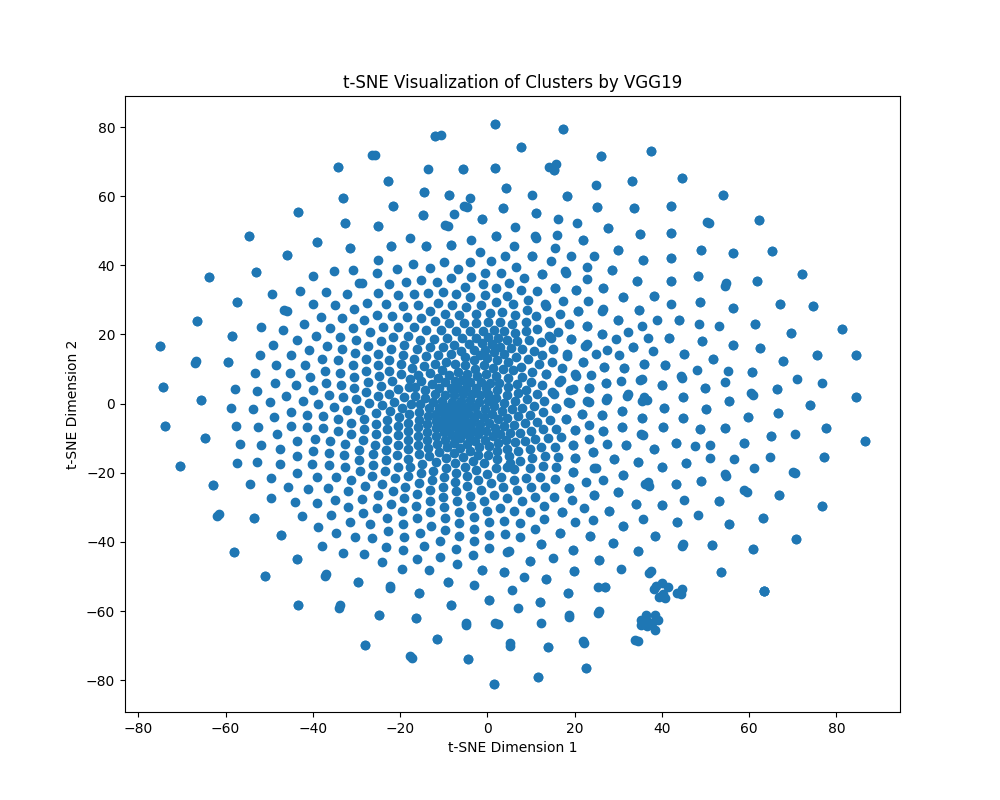 t-SNE Visualization of Clusters by VGG19
80
60
40
20
0
−20
−40
−60
−80
t-SNE Dimension 2
−80 −60 −40 −20 0 20 40 60 80
t-SNE Dimension 1